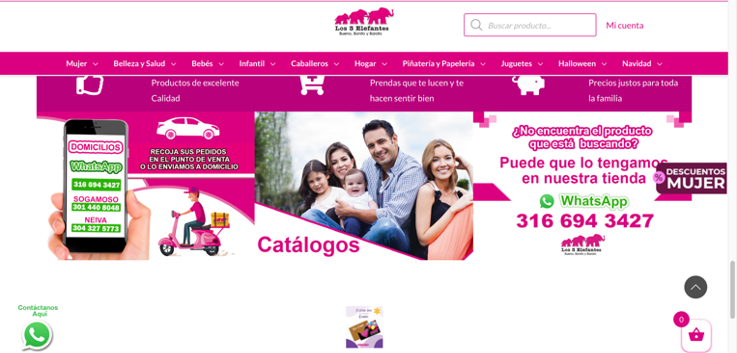 Los 3 Elefantes
Bueno, Bonito y Barato
Buscar producto...
Mi cuenta
Mujer
Belleza y Salud
Bebés
Infantil
Caballeros
Hogar
Piñatería y Papelería
Juguetes
Halloween
Navidad
Productos de excelente
Calidad
Prendas que te lucen y te
hacen sentir bien
Precios justos para toda
la familia
DOMICILIOS
WhatsApp
316 694 3427
SOGAMOSO
301 440 8048
NEIVA
304 327 5773
RECOJA SUS PEDIDOS
EN EL PUNTO DE VENTA
O LO ENVIAMOS A DOMICILIO
Catálogos
¿No encuentra el producto
que está buscando?
Puede que lo tengamos
en nuestra tienda
WhatsApp
316 694 3427
Los 3 Elefantes
% DESCUENTOS
MUJER
Contáctanos
Aquí
0